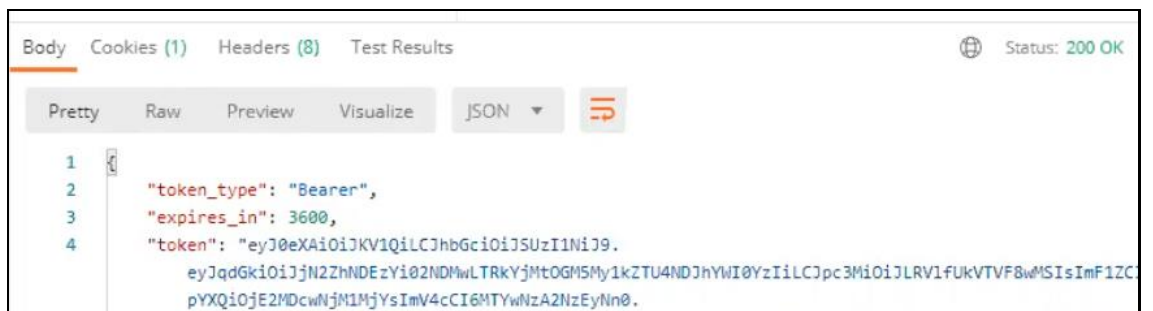 Body Cookies (1) Headers (8) Test Results Status: 200 OK
Pretty Raw Preview Visualize JSON
1 {
2 "token_type": "Bearer",
3 "expires_in": 3600,
4 "token": "eyJ0eXAiOiJKV1QiLCJhbGciOiJSUzI1NiJ9.
eyJqdGkiOiJjN2ZhNDEzYi02NDMwLTRkYjMtOGM5My1kZTU4NDJhYWI0YzIiLCJpc3MiOiJLRV1fUkVTVF8wMSIsImF1ZCI
pYXQiOjE2MDcwNjM1MjYsImV4cCI6MTYwNzA2NzEyNn0.